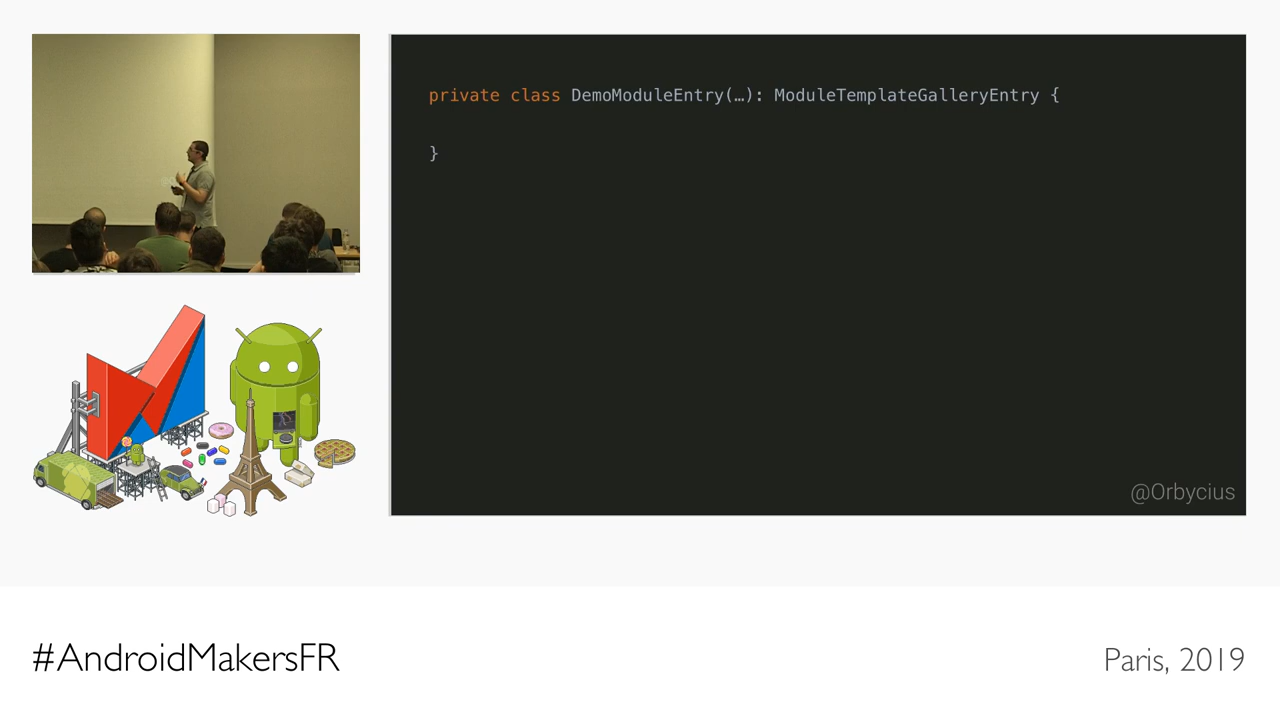 private class DemoModuleEntry(…): ModuleTemplateGalleryEntry {
}
@Orbycius
#AndroidMakersFR
Paris, 2019